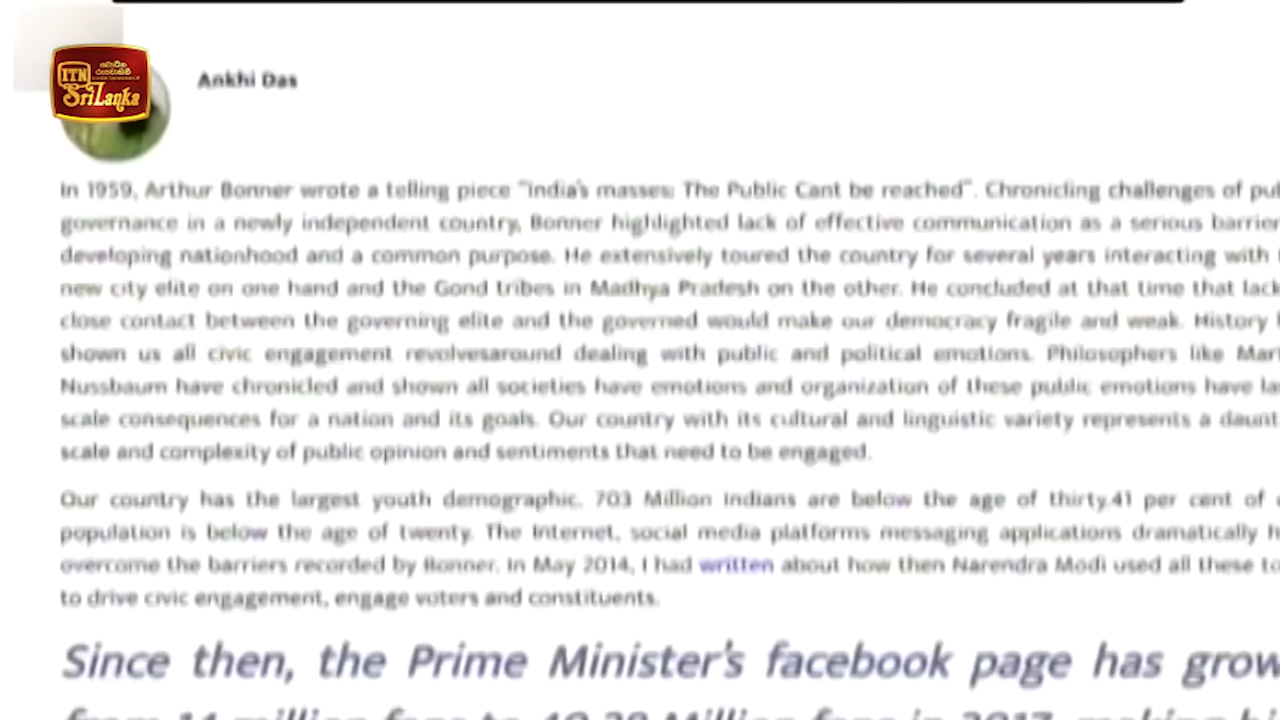 ITN
Sri Lanka
Ankhi Das
In 1959, Arthur Bonner wrote a telling piece "India's masses: The Public Cant be reached". Chronicling challenges of
governance in a newly independent country, Bonner highlighted lack of effective communication as a serious barrier
developing nationhood and a common purpose. He extensively toured the country for several years interacting with
new city elite on one hand and the Gond tribes in Madhya Pradesh on the other. He concluded at that time that lack
close contact between the governing elite and the governed would make our democracy fragile and weak. History
shown us all civic engagement revolvesaround dealing with public and political emotions. Philosophers like
Nussbaum have chronicled and shown all societies have emotions and organization of these public emotions have
scale consequences for a nation and its goals. Our country with its cultural and linguistic variety represents a
scale and complexity of public opinion and sentiments that need to be engaged.
Our country has the largest youth demographic. 703 Million Indians are below the age of thirty.41 per cent of
population is below the age of twenty. The Internet, social media platforms messaging applications dramatically
overcome the barriers recorded by Bonner. In May 2014, I had written about how then Narendra Modi used all these
to drive civic engagement, engage voters and constituents.
Since then, the Prime Minister's facebook page has grow